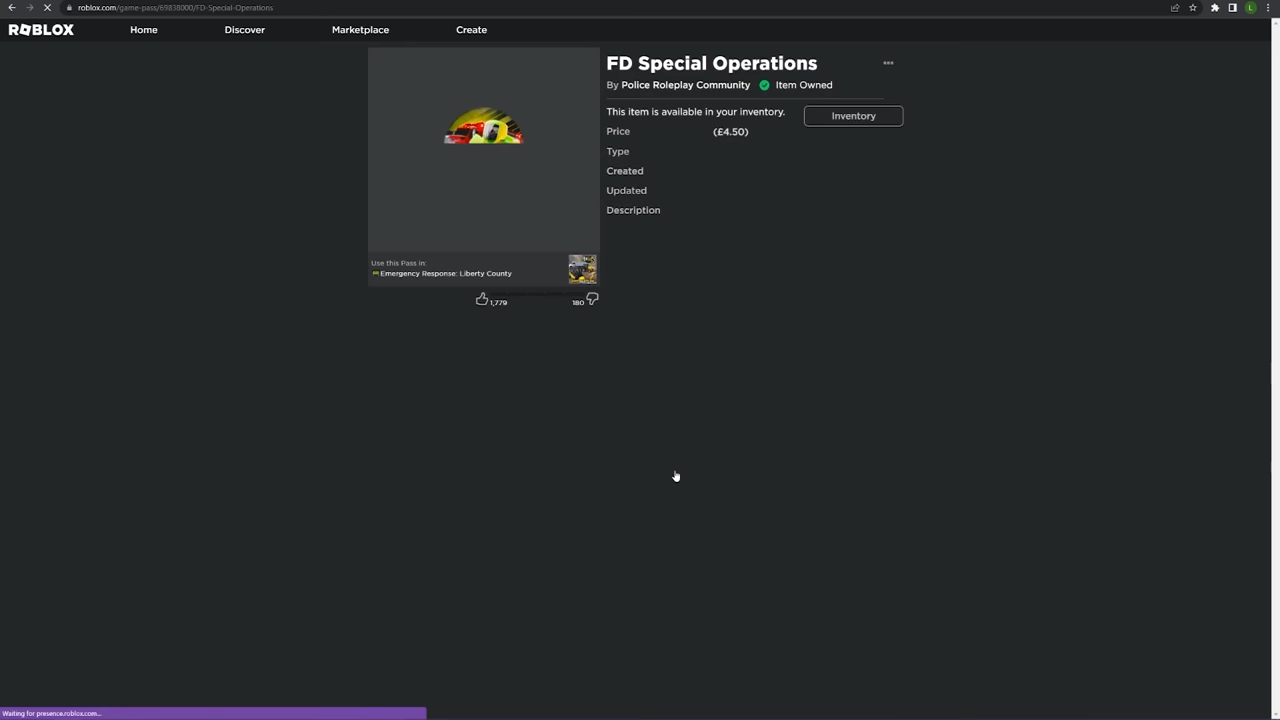 roblox.com/game-pass/69838000/FD-Special-Operations
L
ROBLOX
Home
Discover
Marketplace
Create
FD Special Operations
By Police Roleplay Community Item Owned
This item is available in your inventory.
Inventory
Price (£4.50)
Type
Created
Updated
Description
Use this Pass in:
Emergency Response: Liberty County
1,779
180
Waiting for presence.roblox.com...